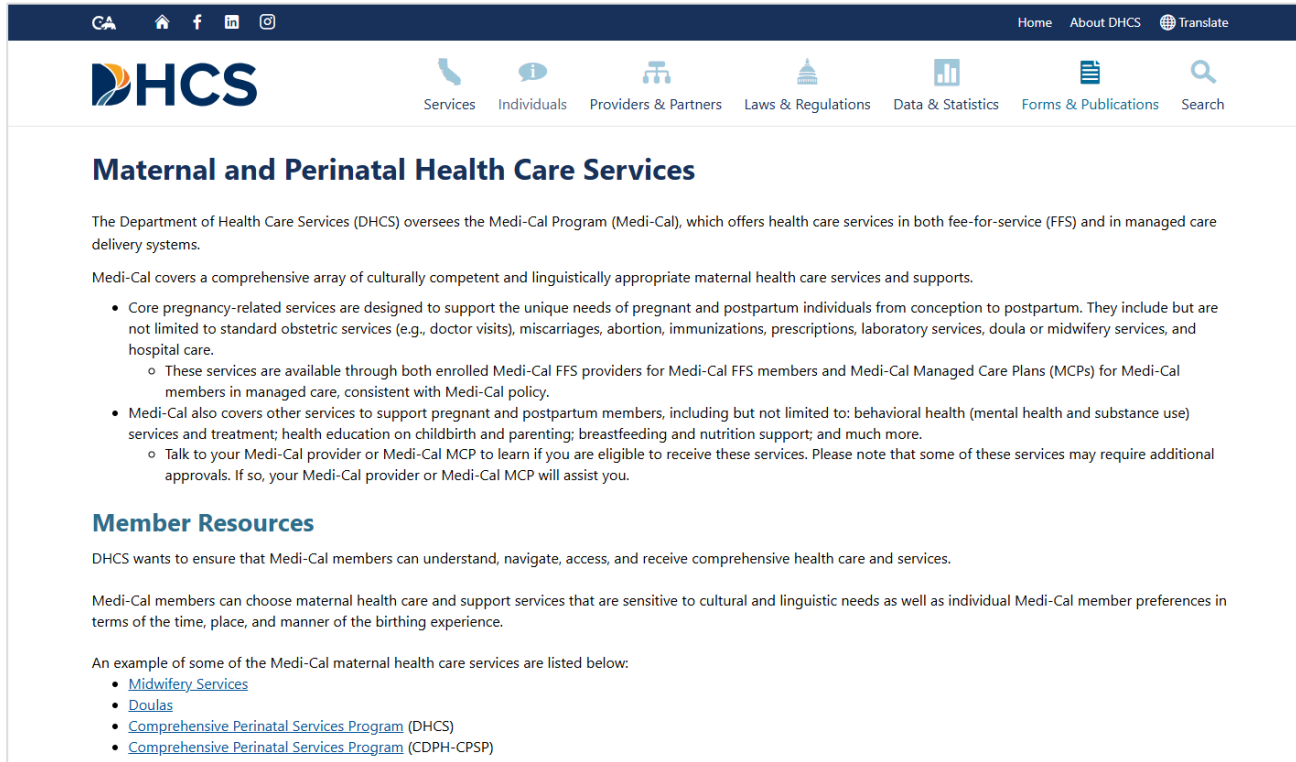 CA
Home About DHCS Translate
DHCS
Services Individuals Providers & Partners Laws & Regulations Data & Statistics Forms & Publications Search
Maternal and Perinatal Health Care Services
The Department of Health Care Services (DHCS) oversees the Medi-Cal Program (Medi-Cal), which offers health care services in both fee-for-service (FFS) and in managed care
delivery systems.
Medi-Cal covers a comprehensive array of culturally competent and linguistically appropriate maternal health care services and supports.
• Core pregnancy-related services are designed to support the unique needs of pregnant and postpartum individuals from conception to postpartum. They include but are
not limited to standard obstetric services (e.g., doctor visits), miscarriages, abortion, immunizations, prescriptions, laboratory services, doula or midwifery services, and
hospital care.
◦ These services are available through both enrolled Medi-Cal FFS providers for Medi-Cal FFS members and Medi-Cal Managed Care Plans (MCPs) for Medi-Cal
members in managed care, consistent with Medi-Cal policy.
• Medi-Cal also covers other services to support pregnant and postpartum members, including but not limited to: behavioral health (mental health and substance use)
services and treatment; health education on childbirth and parenting; breastfeeding and nutrition support; and much more.
◦ Talk to your Medi-Cal provider or Medi-Cal MCP to learn if you are eligible to receive these services. Please note that some of these services may require additional
approvals. If so, your Medi-Cal provider or Medi-Cal MCP will assist you.
Member Resources
DHCS wants to ensure that Medi-Cal members can understand, navigate, access, and receive comprehensive health care and services.
Medi-Cal members can choose maternal health care and support services that are sensitive to cultural and linguistic needs as well as individual Medi-Cal member preferences in
terms of the time, place, and manner of the birthing experience.
An example of some of the Medi-Cal maternal health care services are listed below:
• Midwifery Services
• Doulas
• Comprehensive Perinatal Services Program (DHCS)
• Comprehensive Perinatal Services Program (CDPH-CPSP)